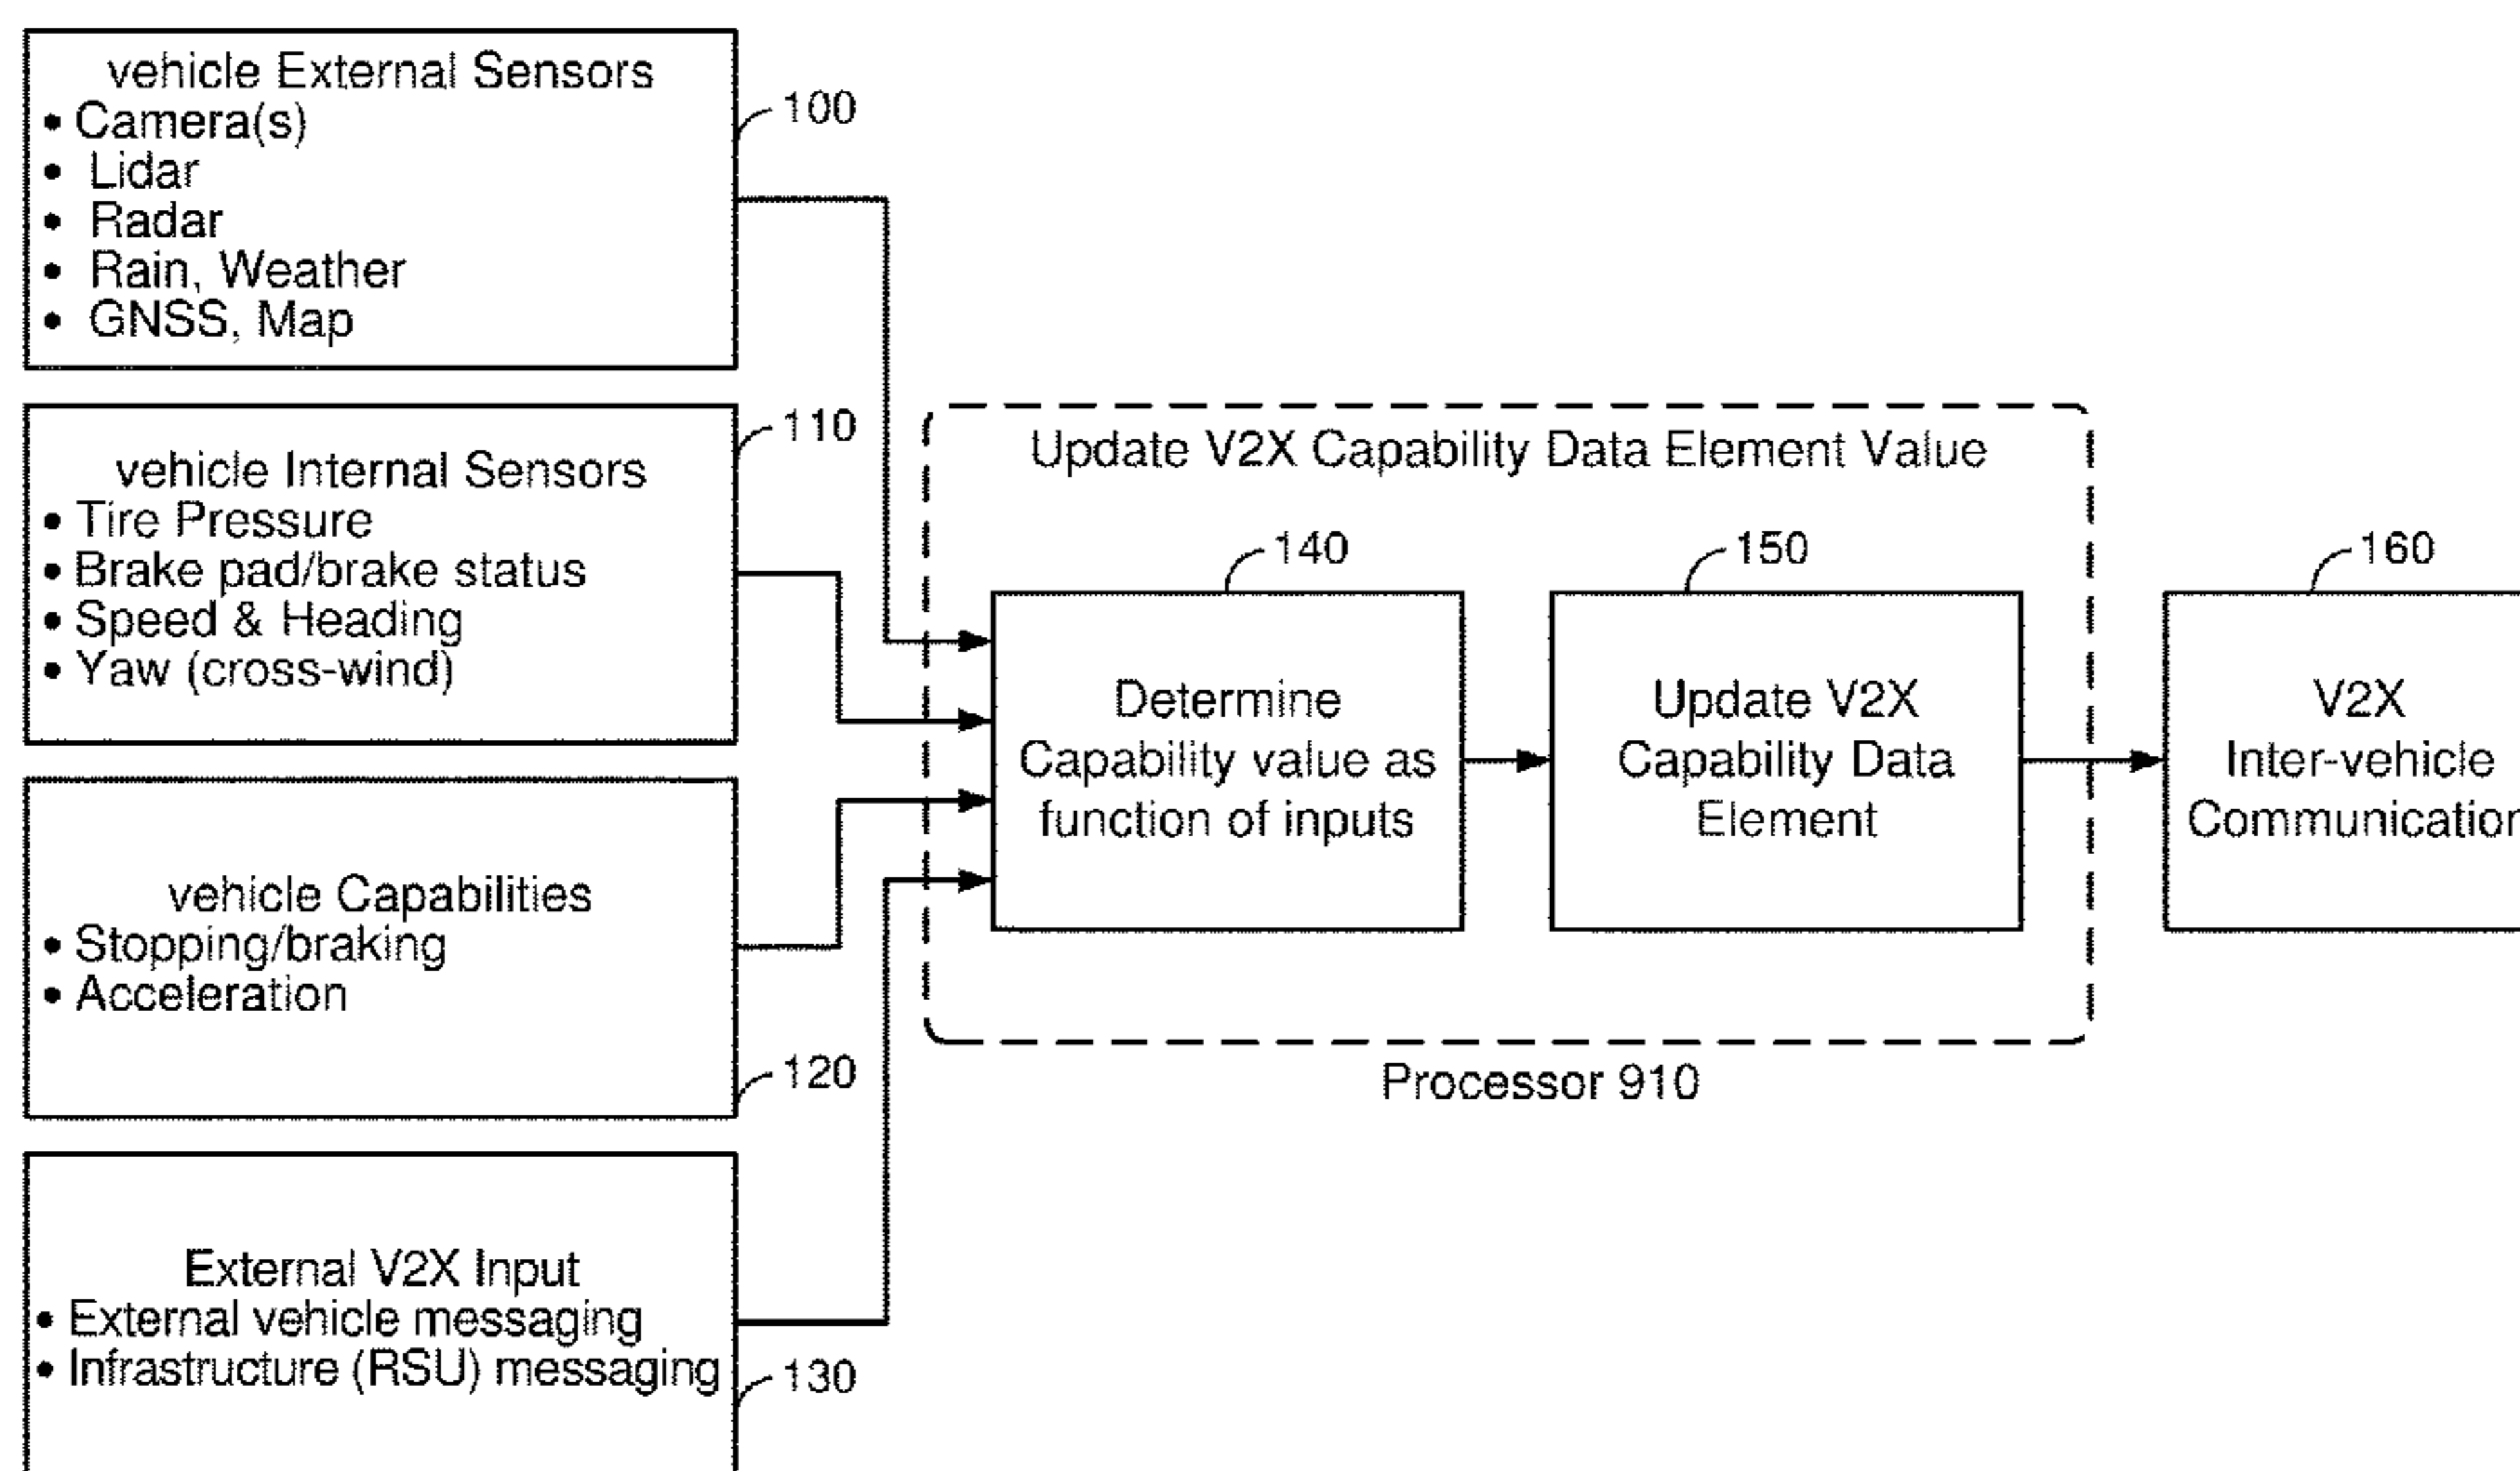 vehicle External Sensors
• Camera(s)
• Lidar
• Radar
• Rain, Weather
• GNSS, Map
100
vehicle Internal Sensors
• Tire Pressure
• Brake pad/brake status
• Speed & Heading
• Yaw (cross-wind)
110
vehicle Capabilities
• Stopping/braking
• Acceleration
120
External V2X Input
• External vehicle messaging
• Infrastructure (RSU) messaging
130
Update V2X Capability Data Element Value
140
Determine
Capability value as
function of inputs
150
Update V2X
Capability Data
Element
Processor 910
160
V2X
Inter-vehicle
Communication